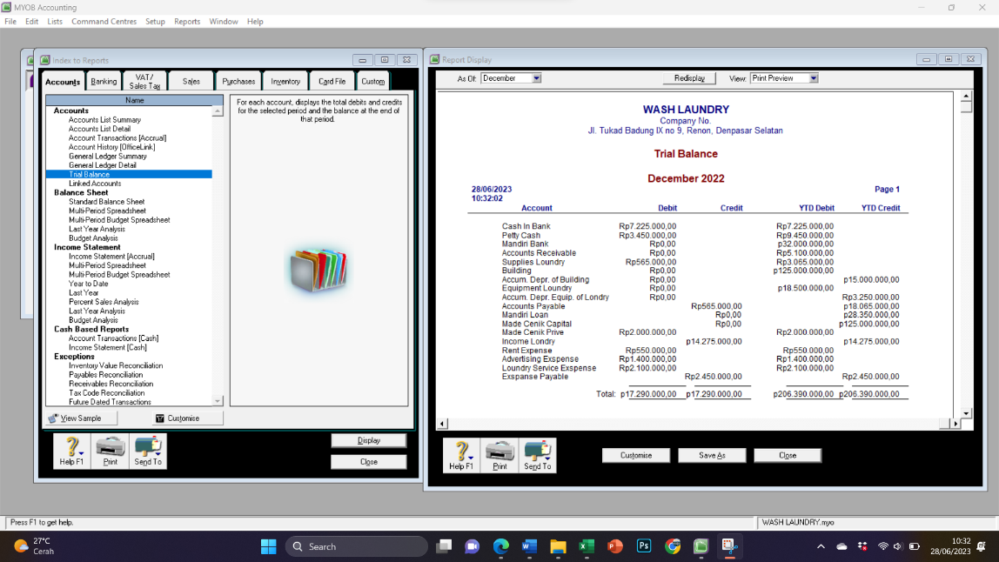 MYOB Accounting
File Edit Lists Command Centres Setup Reports Window Help
Index to Reports
Accounts Banking VAT/ Sales Tax Sales Purchases Inventory Card File Custom
Name
Accounts
Accounts List Summary
Accounts List Detail
Account Transactions [Accrual]
Account History [OfficeLink]
General Ledger Summary
General Ledger Detail
Trial Balance
Linked Accounts
Balance Sheet
Standard Balance Sheet
Multi-Period Spreadsheet
Multi-Period Budget Spreadsheet
Last Year Analysis
Budget Analysis
Income Statement
Income Statement [Accrual]
Multi-Period Spreadsheet
Multi-Period Budget Spreadsheet
Year to Date
Last Year
Percent Sales Analysis
Last Year Analysis
Budget Analysis
Cash Based Reports
Account Transactions [Cash]
Income Statement [Cash]
Exceptions
Inventory Value Reconciliation
Payables Reconciliation
Receivables Reconciliation
Tax Code Reconciliation
Future Dated Transactions
For each account, displays the total debits and credits
for the selected period and the balance at the end of
that period.
View Sample Customise
Display
Help F1 Print Send To
Close
Report Display
As Of: December Redisplay View: Print Preview
WASH LAUNDRY
Company No.
Jl. Tukad Badung IX no 9, Renon, Denpasar Selatan
Trial Balance
December 2022
28/06/2023 Page 1
10:32:02
Account Debit Credit YTD Debit YTD Credit
Cash In Bank Rp7.225.000,00 Rp7.225.000,00
Petty Cash Rp3.450.000,00 Rp9.450.000,00
Mandiri Bank Rp0,00 p32.000.000,00
Accounts Receivable Rp0,00 Rp5.100.000,00
Supplies Loundry Rp565.000,00 Rp3.065.000,00
Building Rp0,00 p125.000.000,00
Accum. Depr. of Building Rp0,00 p15.000.000,00
Equipment Loundry Rp0,00 p18.500.000,00
Accum. Depr. Equip. of Londry Rp0,00 Rp3.250.000,00
Accounts Payable Rp565.000,00 p18.065.000,00
Mandiri Loan Rp0,00 p28.350.000,00
Made Cenik Capital Rp0,00 p125.000.000,00
Made Cenik Prive Rp2.000.000,00 Rp2.000.000,00
Income Londry p14.275.000,00 p14.275.000,00
Rent Expense Rp550.000,00 Rp550.000,00
Advertising Exspense Rp1.400.000,00 Rp1.400.000,00
Loundry Service Exspense Rp2.100.000,00 Rp2.100.000,00
Exspanse Payable Rp2.450.000,00 Rp2.450.000,00
Total: p17.290.000,00 p17.290.000,00 p206.390.000,00 p206.390.000,00
Help F1 Print Send To
Customise Save As Close
Press F1 to get help. WASH LAUNDRY.myo
27°C
Cerah
Search
Ps
10:32
28/06/2023